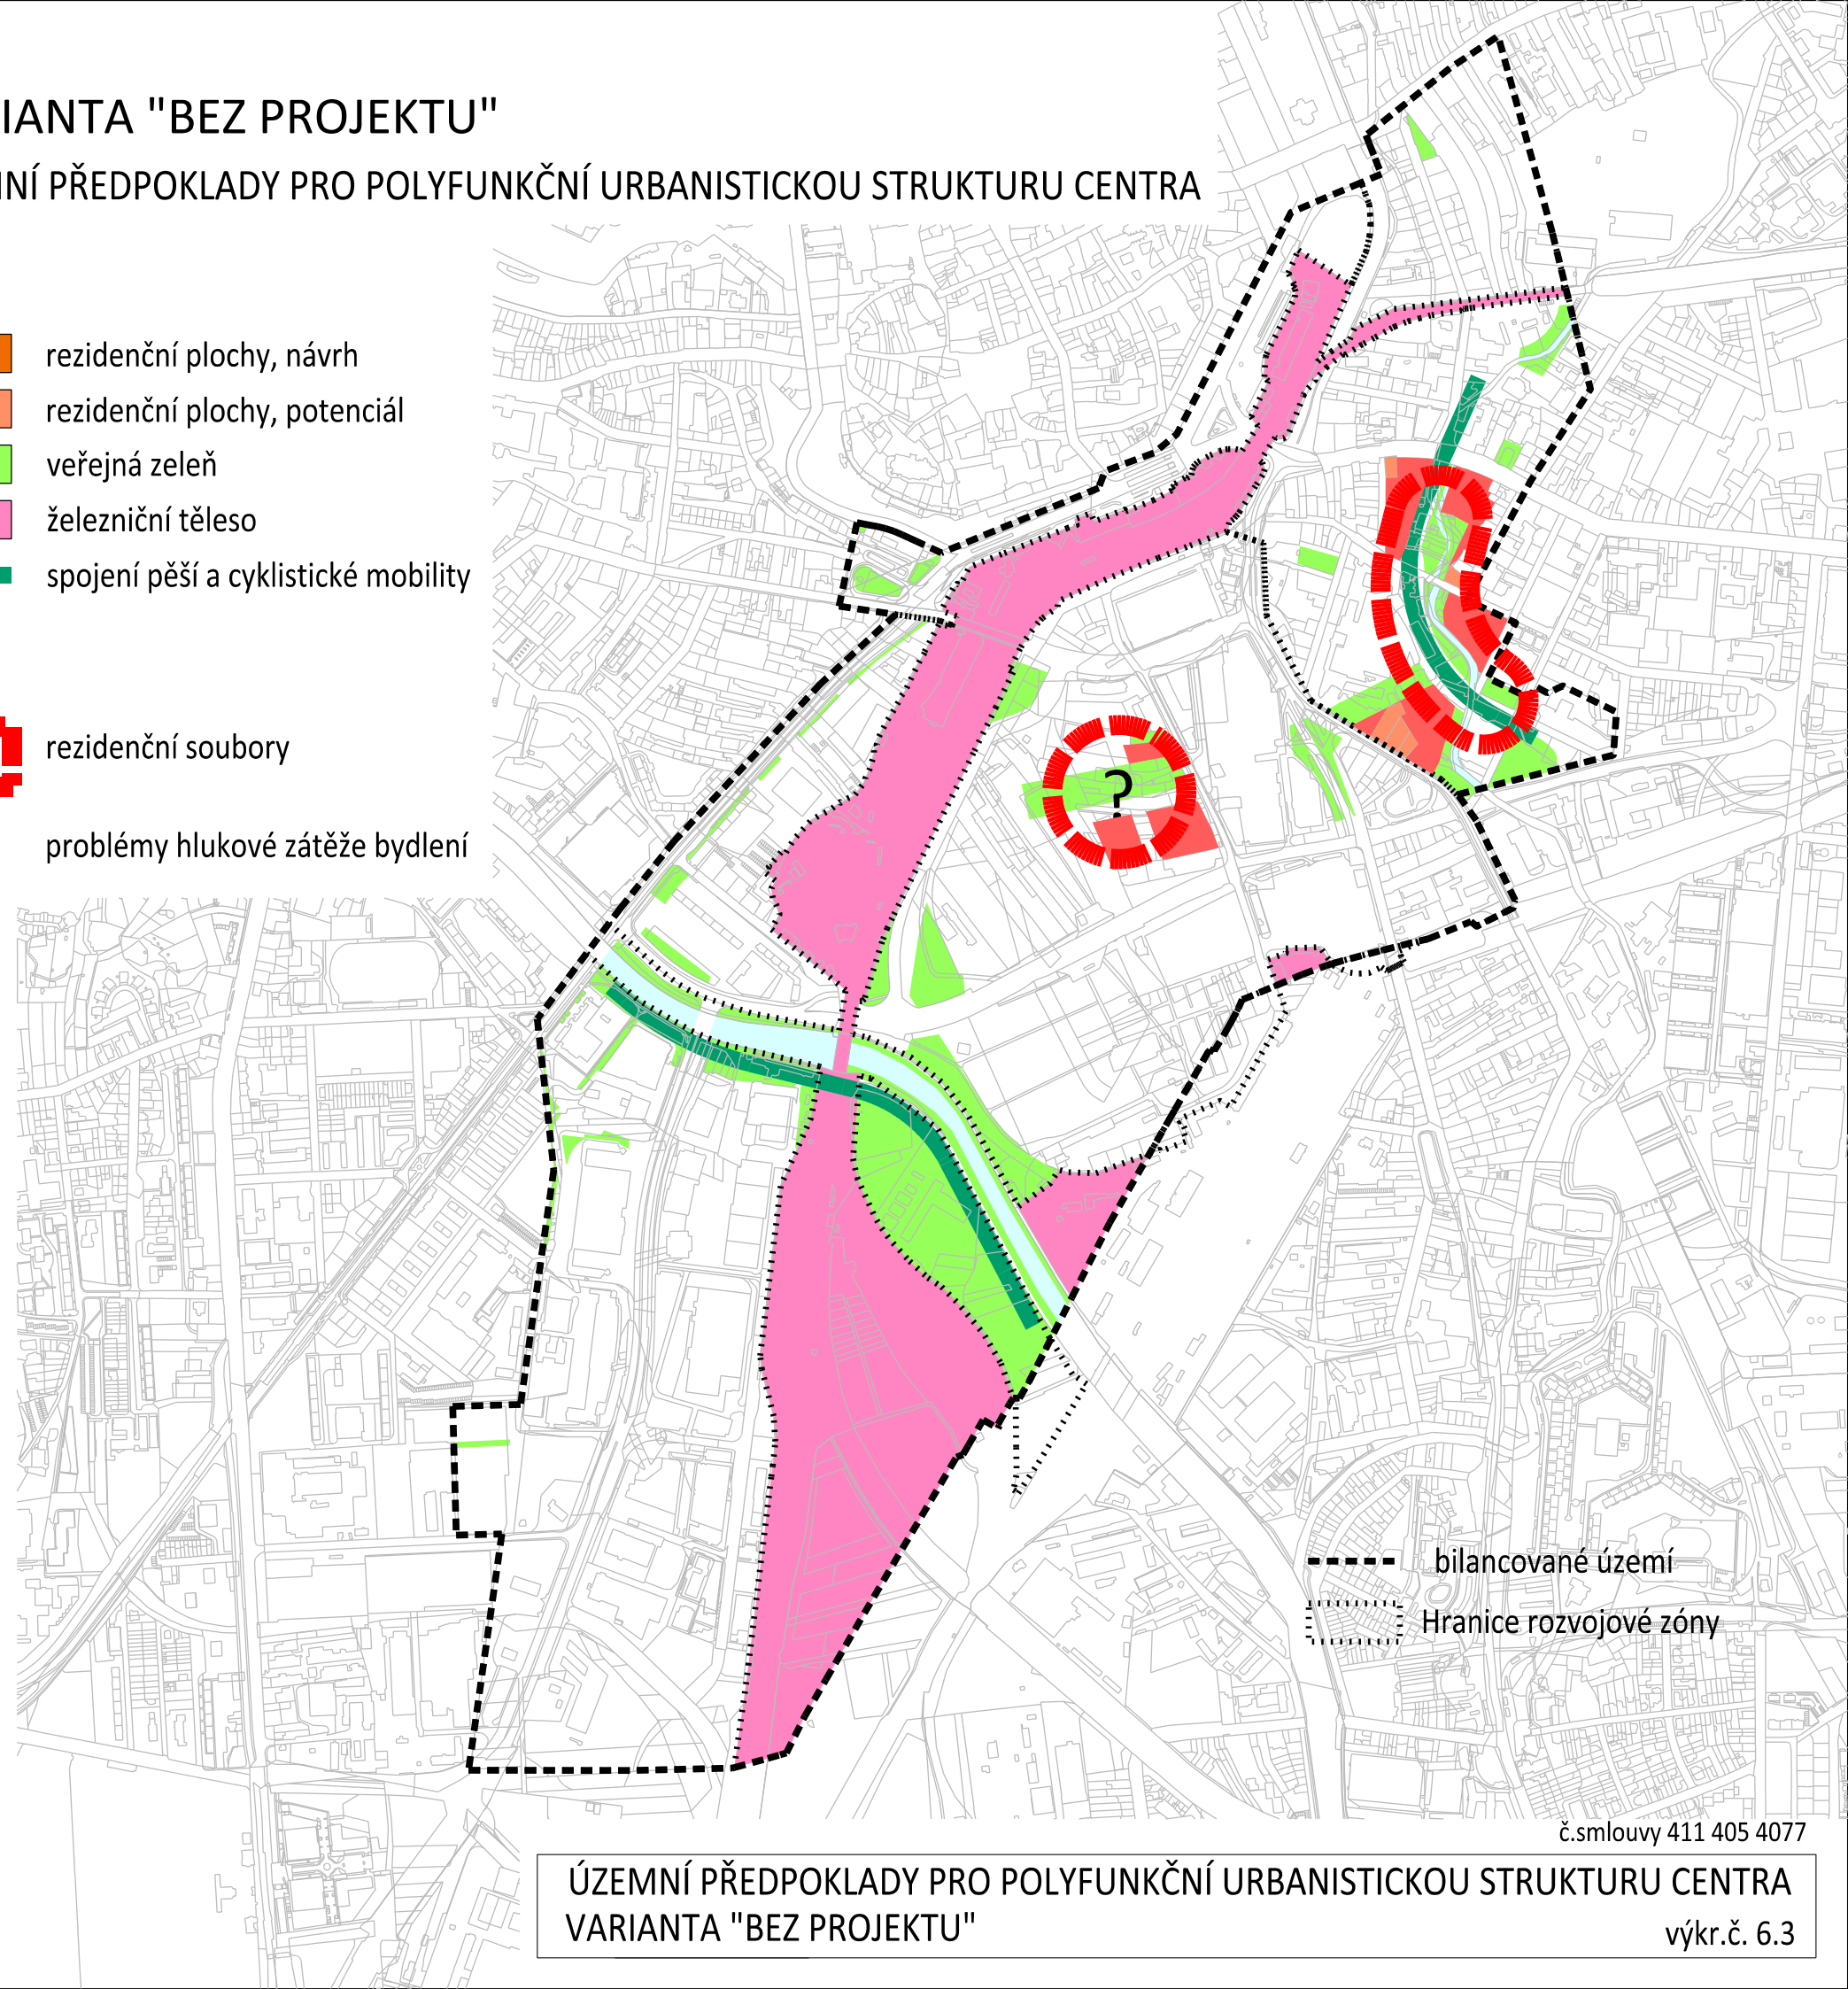 IANTA "BEZ PROJEKTU"
NÍ PŘEDPOKLADY PRO POLYFUNKČNÍ URBANISTICKOU STRUKTURU CENTRA
rezidenční plochy, návrh
rezidenční plochy, potenciál
veřejná zeleň
železniční těleso
spojení pěší a cyklistické mobility
rezidenční soubory
problémy hlukové zátěže bydlení
?
bilancované území
Hranice rozvojové zóny
č.smlouvy 411 405 4077
ÚZEMNÍ PŘEDPOKLADY PRO POLYFUNKČNÍ URBANISTICKOU STRUKTURU CENTRA
VARIANTA "BEZ PROJEKTU"
výkr.č. 6.3